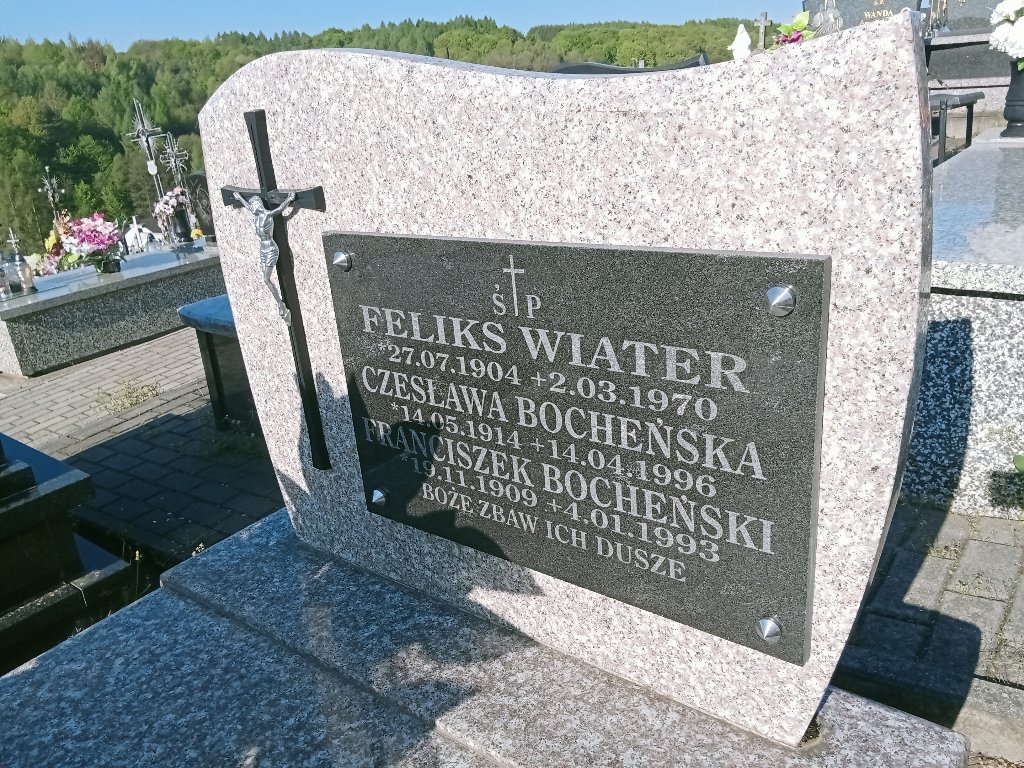 WANDA
Ś P
FELIKS WIATER
*27.07.1904 +2.03.1970
CZESŁAWA BOCHEŃSKA
*14.05.1914 +14.04.1996
FRANCISZEK BOCHEŃSKI
*19.11.1909 +4.01.1993
BOŻE ZBAW ICH DUSZE